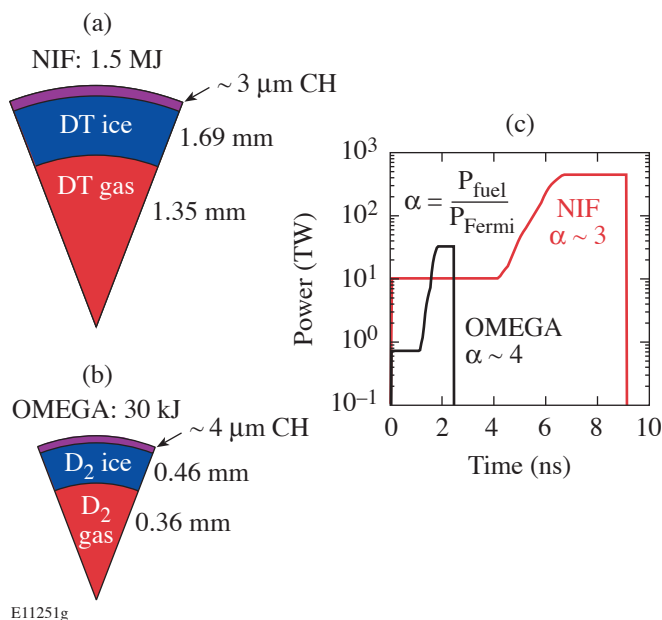 (a)
NIF: 1.5 MJ
~ 3 μm CH
DT ice
1.69 mm
DT gas
1.35 mm
(b)
OMEGA: 30 kJ
~ 4 μm CH
D₂ ice
0.46 mm
D₂
gas
0.36 mm
E11251g
(c)
Power (TW)
10³
10²
10¹
10⁰
10⁻¹
α = P_fuel / P_Fermi
NIF
α ~ 3
OMEGA
α ~ 4
0 2 4 6 8 10
Time (ns)